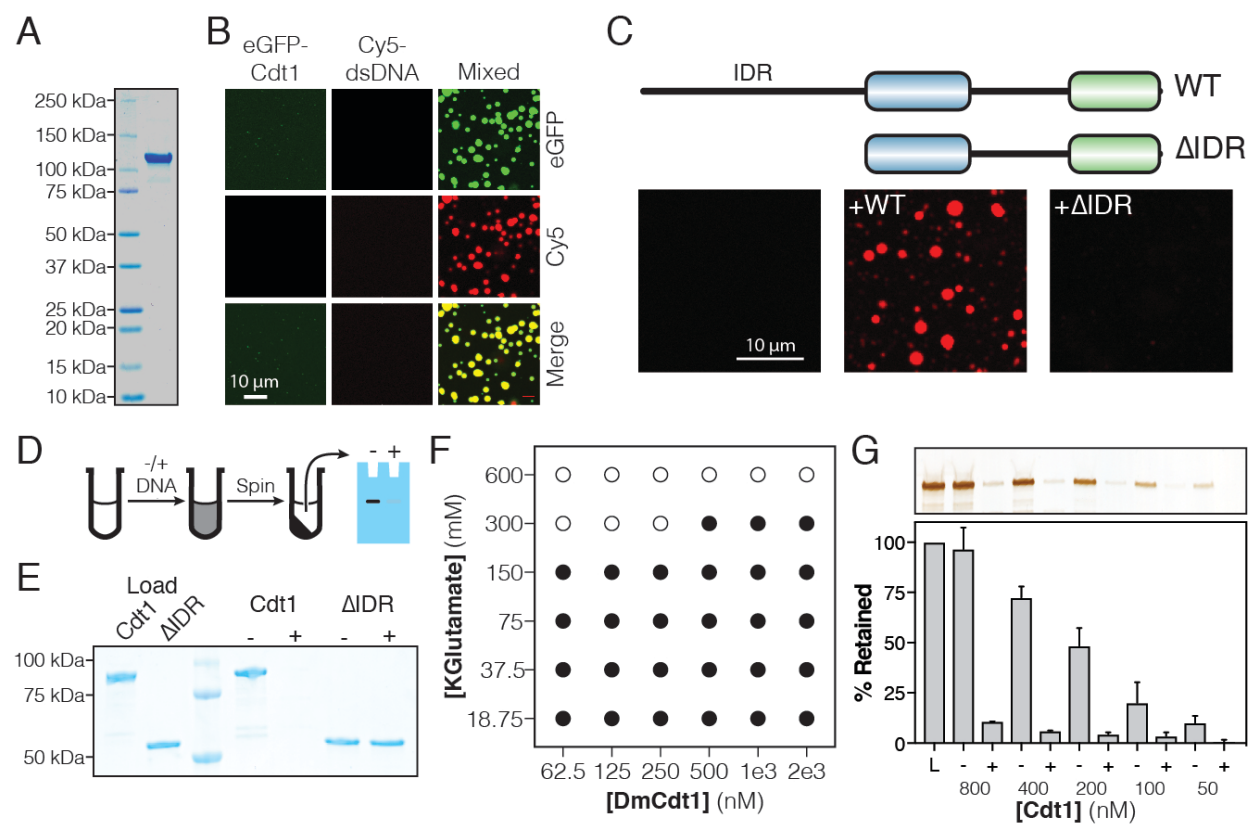 A
250 kDa
150 kDa
100 kDa
75 kDa
50 kDa
37 kDa
25 kDa
20 kDa
15 kDa
10 kDa
B
eGFP-
Cdt1
Cy5-
dsDNA
Mixed
eGFP
Cy5
Merge
10 µm
C
IDR
WT
ΔIDR
+WT
+ΔIDR
10 µm
D
-/+
DNA
Spin
- +
E
Load
Cdt1
ΔIDR
Cdt1
ΔIDR
- + - +
100 kDa
75 kDa
50 kDa
F
[KGlutamate] (mM)
600
300
150
75
37.5
18.75
62.5 125 250 500 1e3 2e3
[DmCdt1] (nM)
G
% Retained
100
75
50
25
0
L - + - + - + - + - +
800 400 200 100 50
[Cdt1] (nM)